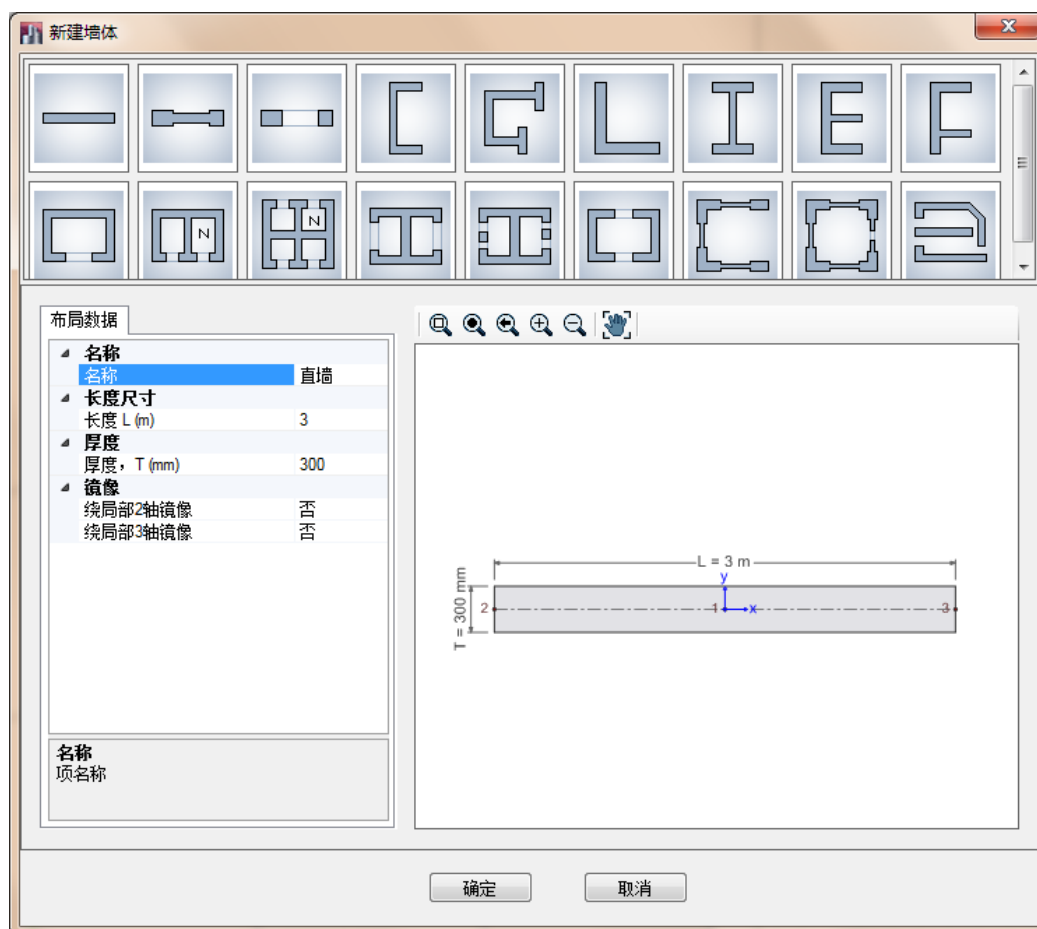 新建墙体
N
N
布局数据
名称
名称 直墙
长度尺寸
长度 L (m) 3
厚度
厚度，T (mm) 300
镜像
绕局部2轴镜像 否
绕局部3轴镜像 否
名称
项名称
L = 3 m
T = 300 mm
y
2 1 x 3
确定 取消